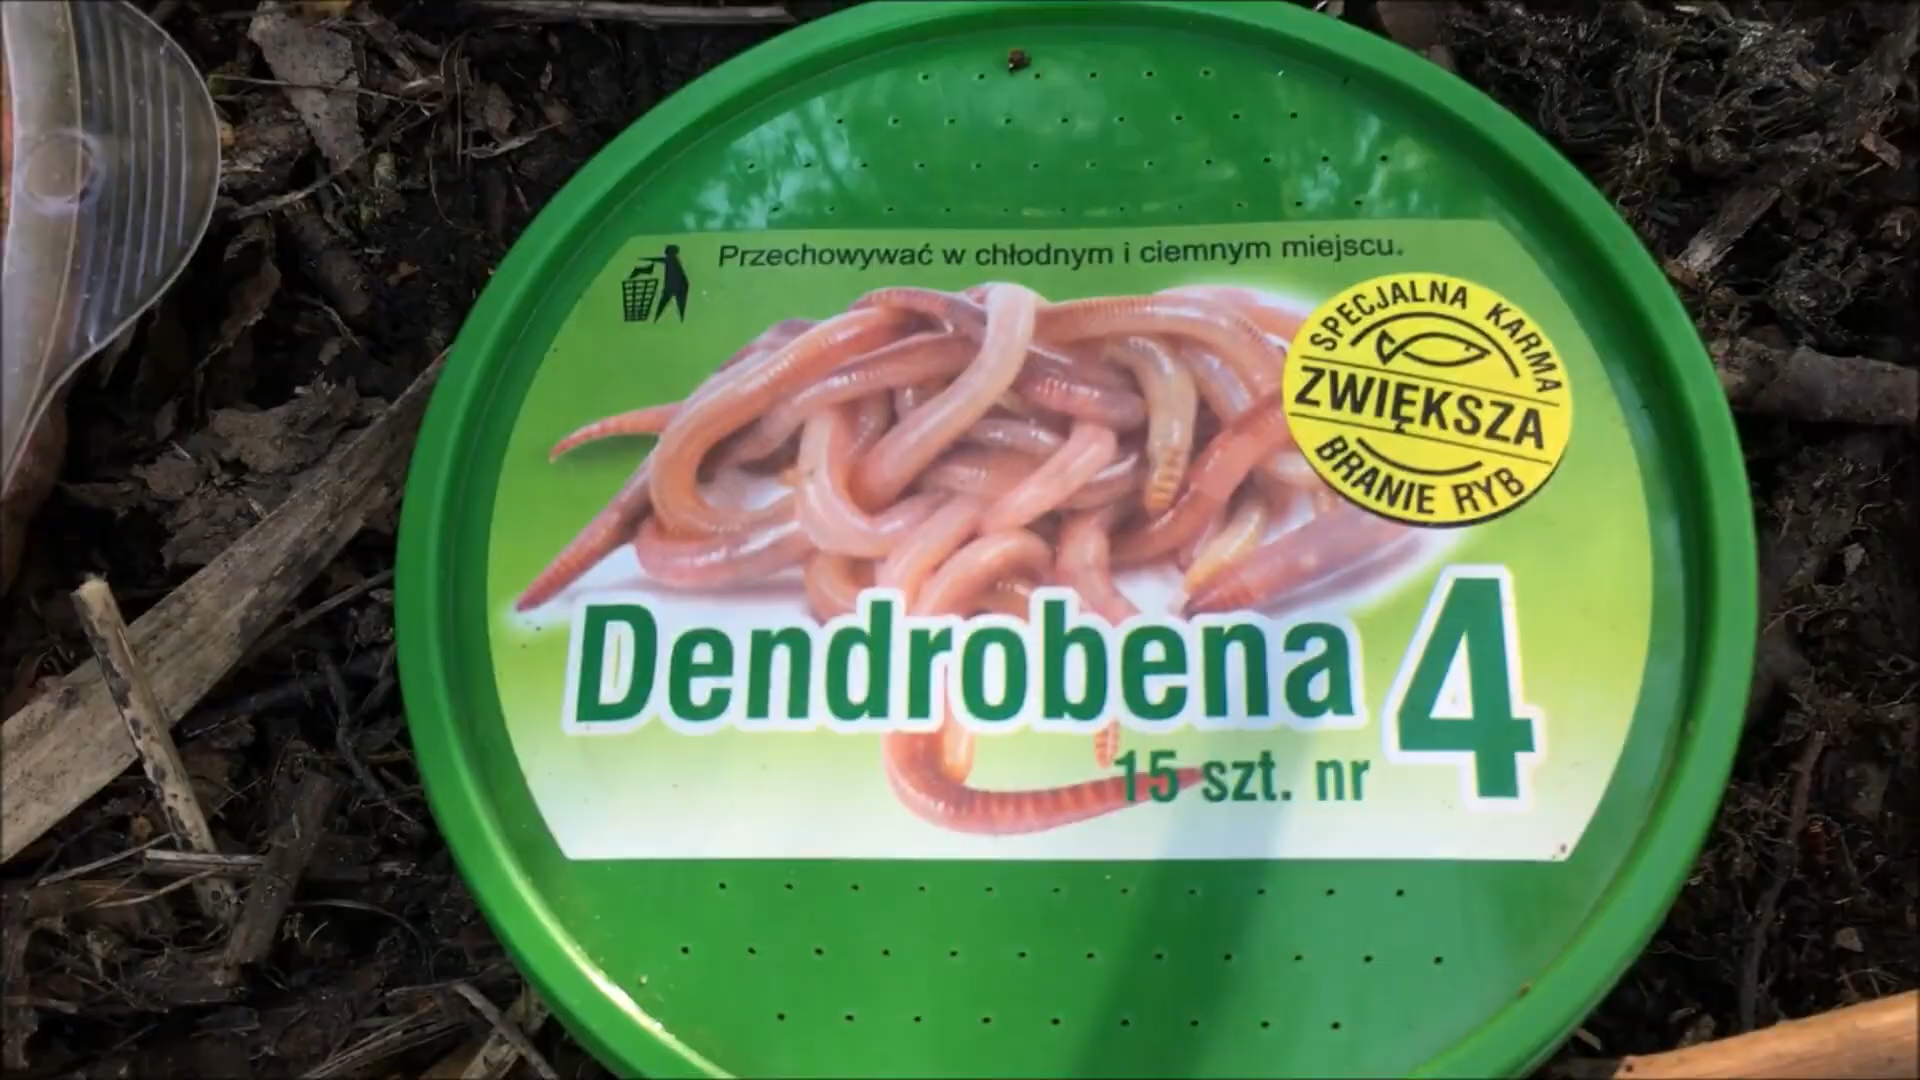 Przechowywać w chłodnym i ciemnym miejscu.
SPECJALNA KARMA
ZWIĘKSZA
BRANIE RYB
Dendrobena 4
15 szt. nr